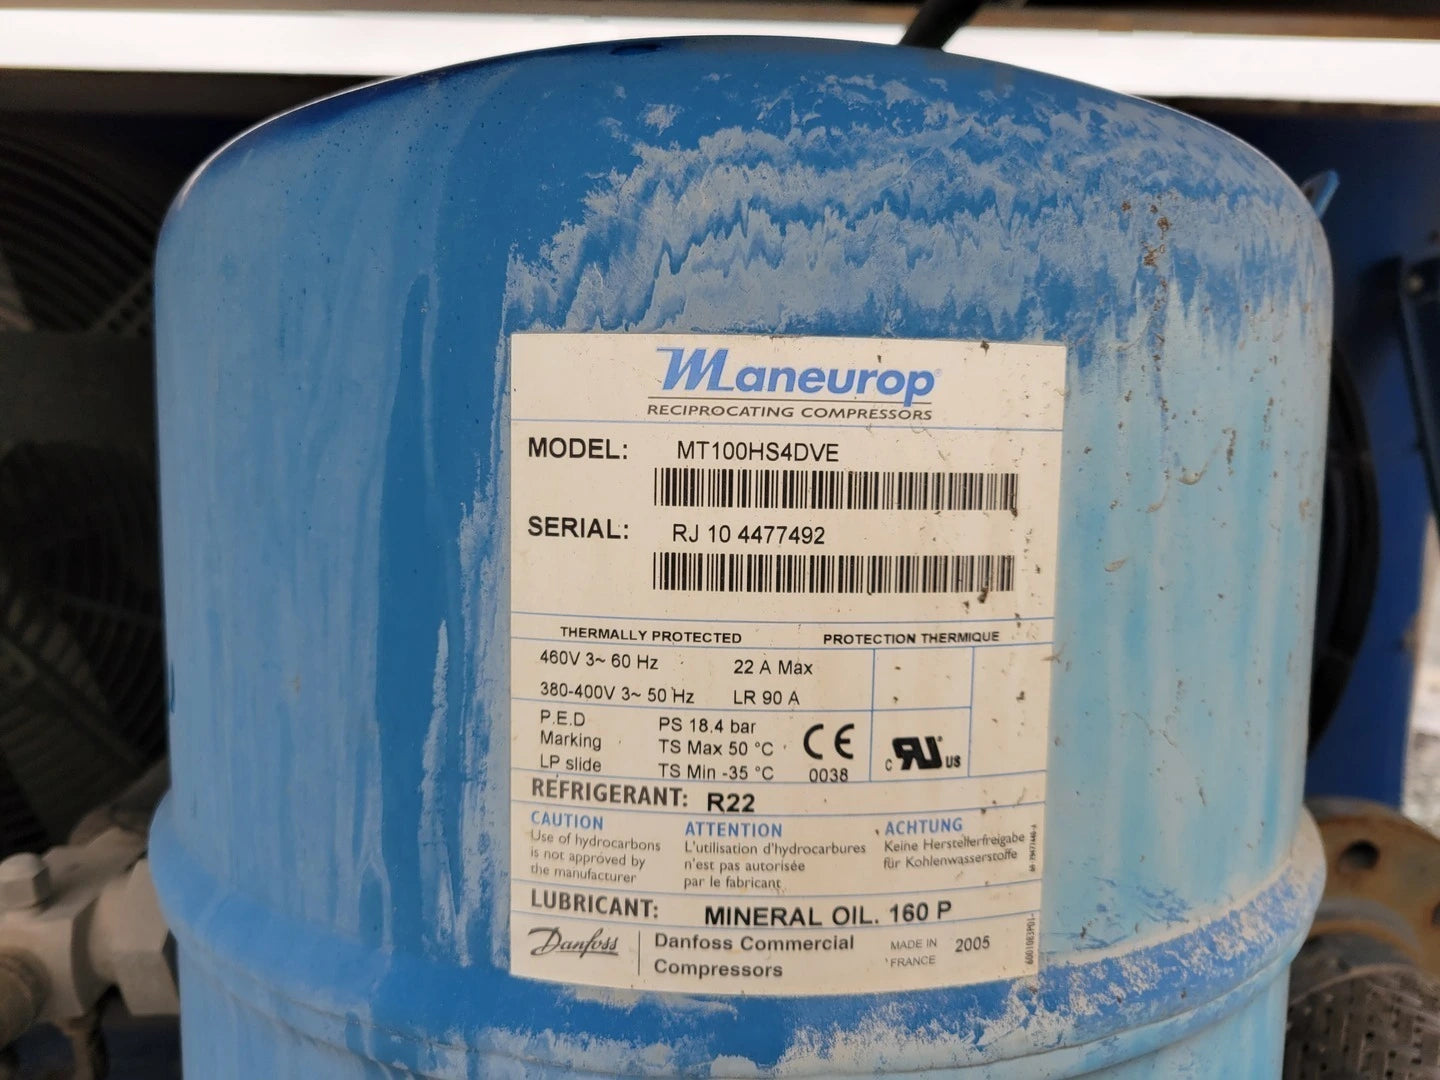 Maneurop
RECIPROCATING COMPRESSORS
MODEL: MT100HS4DVE
SERIAL: RJ 10 4477492
THERMALLY PROTECTED PROTECTION THERMIQUE
460V 3~ 60 Hz 22 A Max
380-400V 3~ 50 Hz LR 90 A
P.E.D PS 18.4 bar
Marking TS Max 50 °C
LP slide TS Min -35 °C
CE
0038
c RU US
REFRIGERANT: R22
CAUTION
Use of hydrocarbons
is not approved by
the manufacturer
ATTENTION
L'utilisation d'hydrocarbures
n'est pas autorisée
par le fabricant
ACHTUNG
Keine Herstellerfreigabe
für Kohlenwasserstoffe
LUBRICANT: MINERAL OIL. 160 P
Danfoss
Danfoss Commercial
Compressors
MADE IN
FRANCE
2005